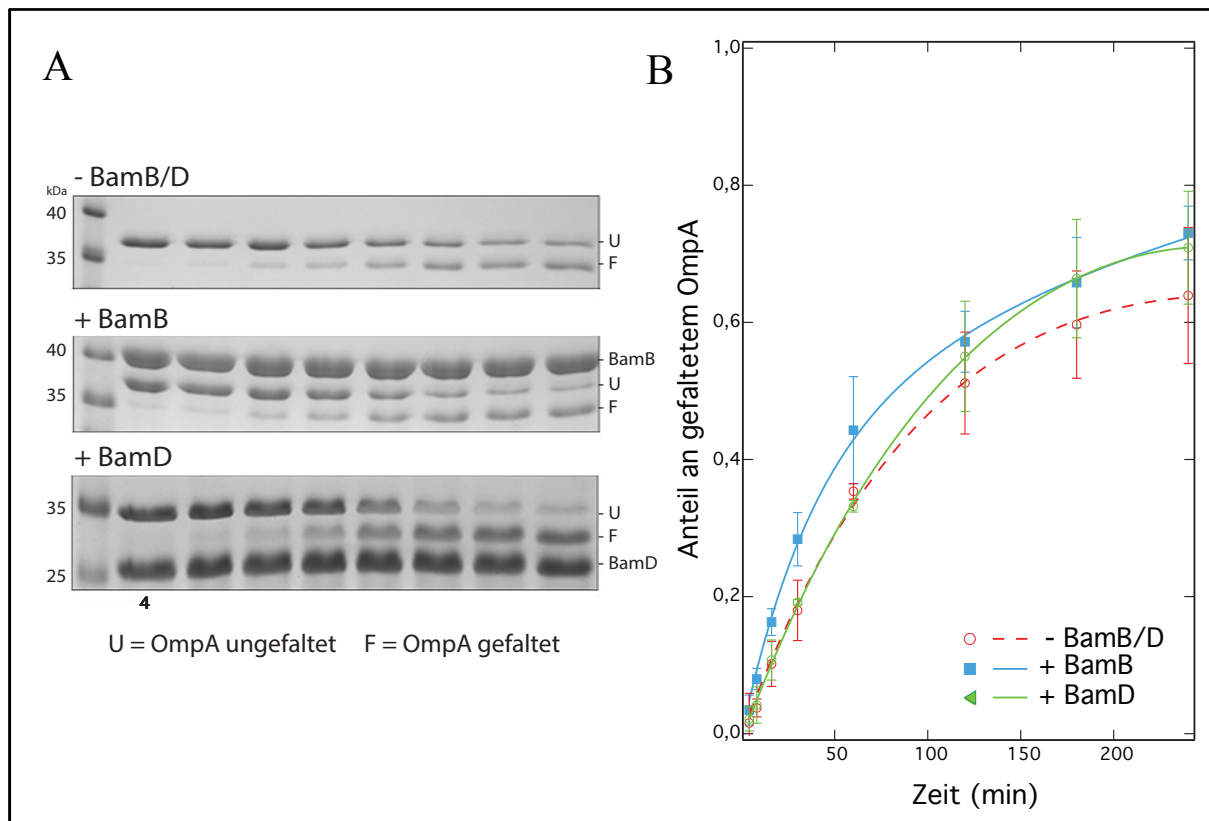 A
- BamB/D
kDa
40
35
U
F
+ BamB
40
35
BamB
U
F
+ BamD
35
25
U
F
BamD
4
U = OmpA ungefaltet F = OmpA gefaltet
B
Anteil an gefaltetem OmpA
1,0
0,8
0,6
0,4
0,2
0,0
50
100
150
200
Zeit (min)
- BamB/D
+ BamB
+ BamD